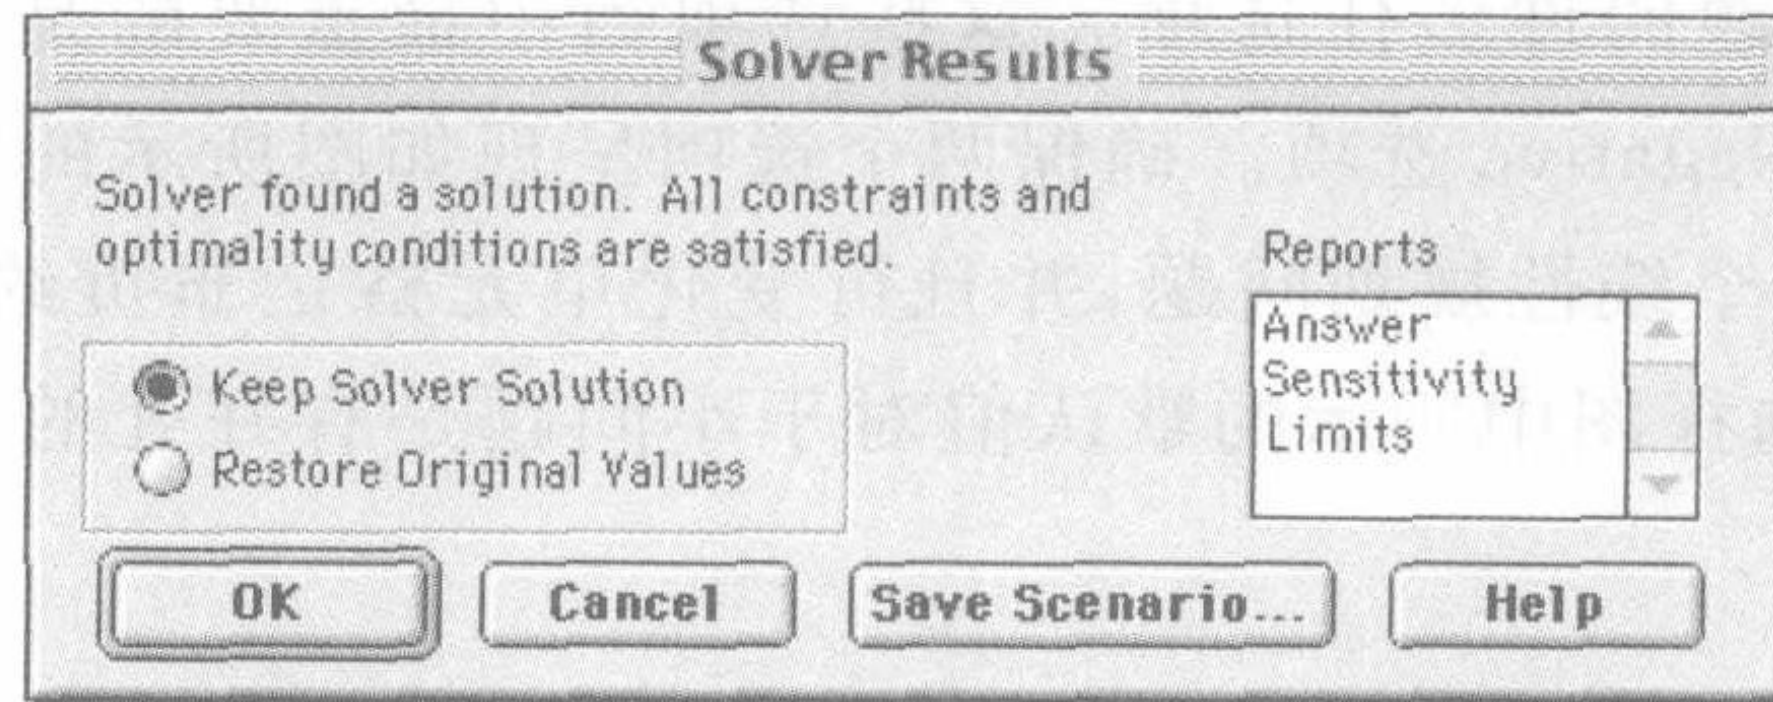 Solver Results
Solver found a solution. All constraints and
optimality conditions are satisfied.
Keep Solver Solution
Restore Original Values
Reports
Answer
Sensitivity
Limits
OK
Cancel
Save Scenario...
Help